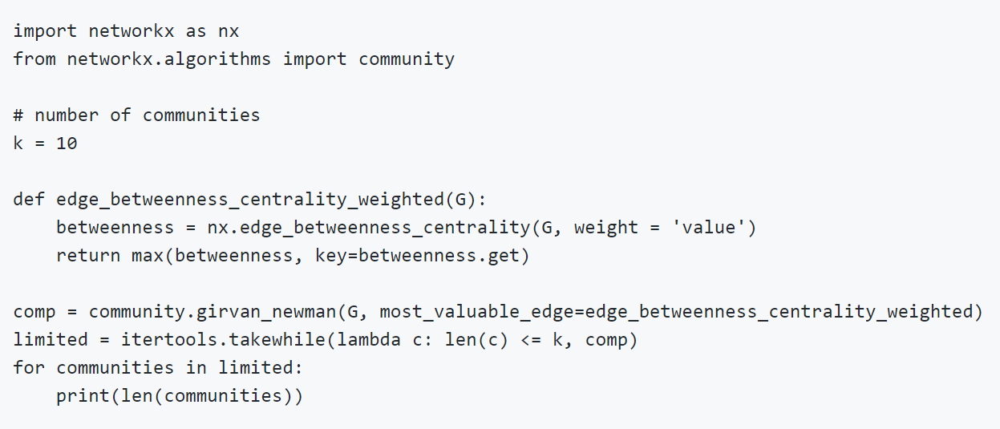 import networkx as nx
from networkx.algorithms import community
# number of communities
k = 10
def edge_betweenness_centrality_weighted(G):
    betweenness = nx.edge_betweenness_centrality(G, weight = 'value')
    return max(betweenness, key=betweenness.get)
comp = community.girvan_newman(G, most_valuable_edge=edge_betweenness_centrality_weighted)
limited = itertools.takewhile(lambda c: len(c) <= k, comp)
for communities in limited:
    print(len(communities))